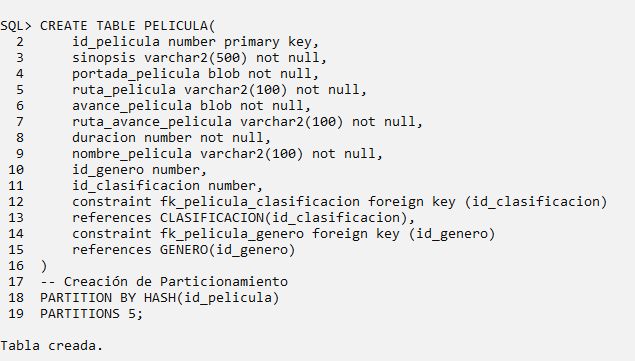 SQL> CREATE TABLE PELICULA(
  2      id_pelicula number primary key,
  3      sinopsis varchar2(500) not null,
  4      portada_pelicula blob not null,
  5      ruta_pelicula varchar2(100) not null,
  6      avance_pelicula blob not null,
  7      ruta_avance_pelicula varchar2(100) not null,
  8      duracion number not null,
  9      nombre_pelicula varchar2(100) not null,
 10      id_genero number,
 11      id_clasificacion number,
 12      constraint fk_pelicula_clasificacion foreign key (id_clasificacion)
 13      references CLASIFICACION(id_clasificacion),
 14      constraint fk_pelicula_genero foreign key (id_genero)
 15      references GENERO(id_genero)
 16  )
 17  -- Creación de Particionamiento
 18  PARTITION BY HASH(id_pelicula)
 19  PARTITIONS 5;
Tabla creada.